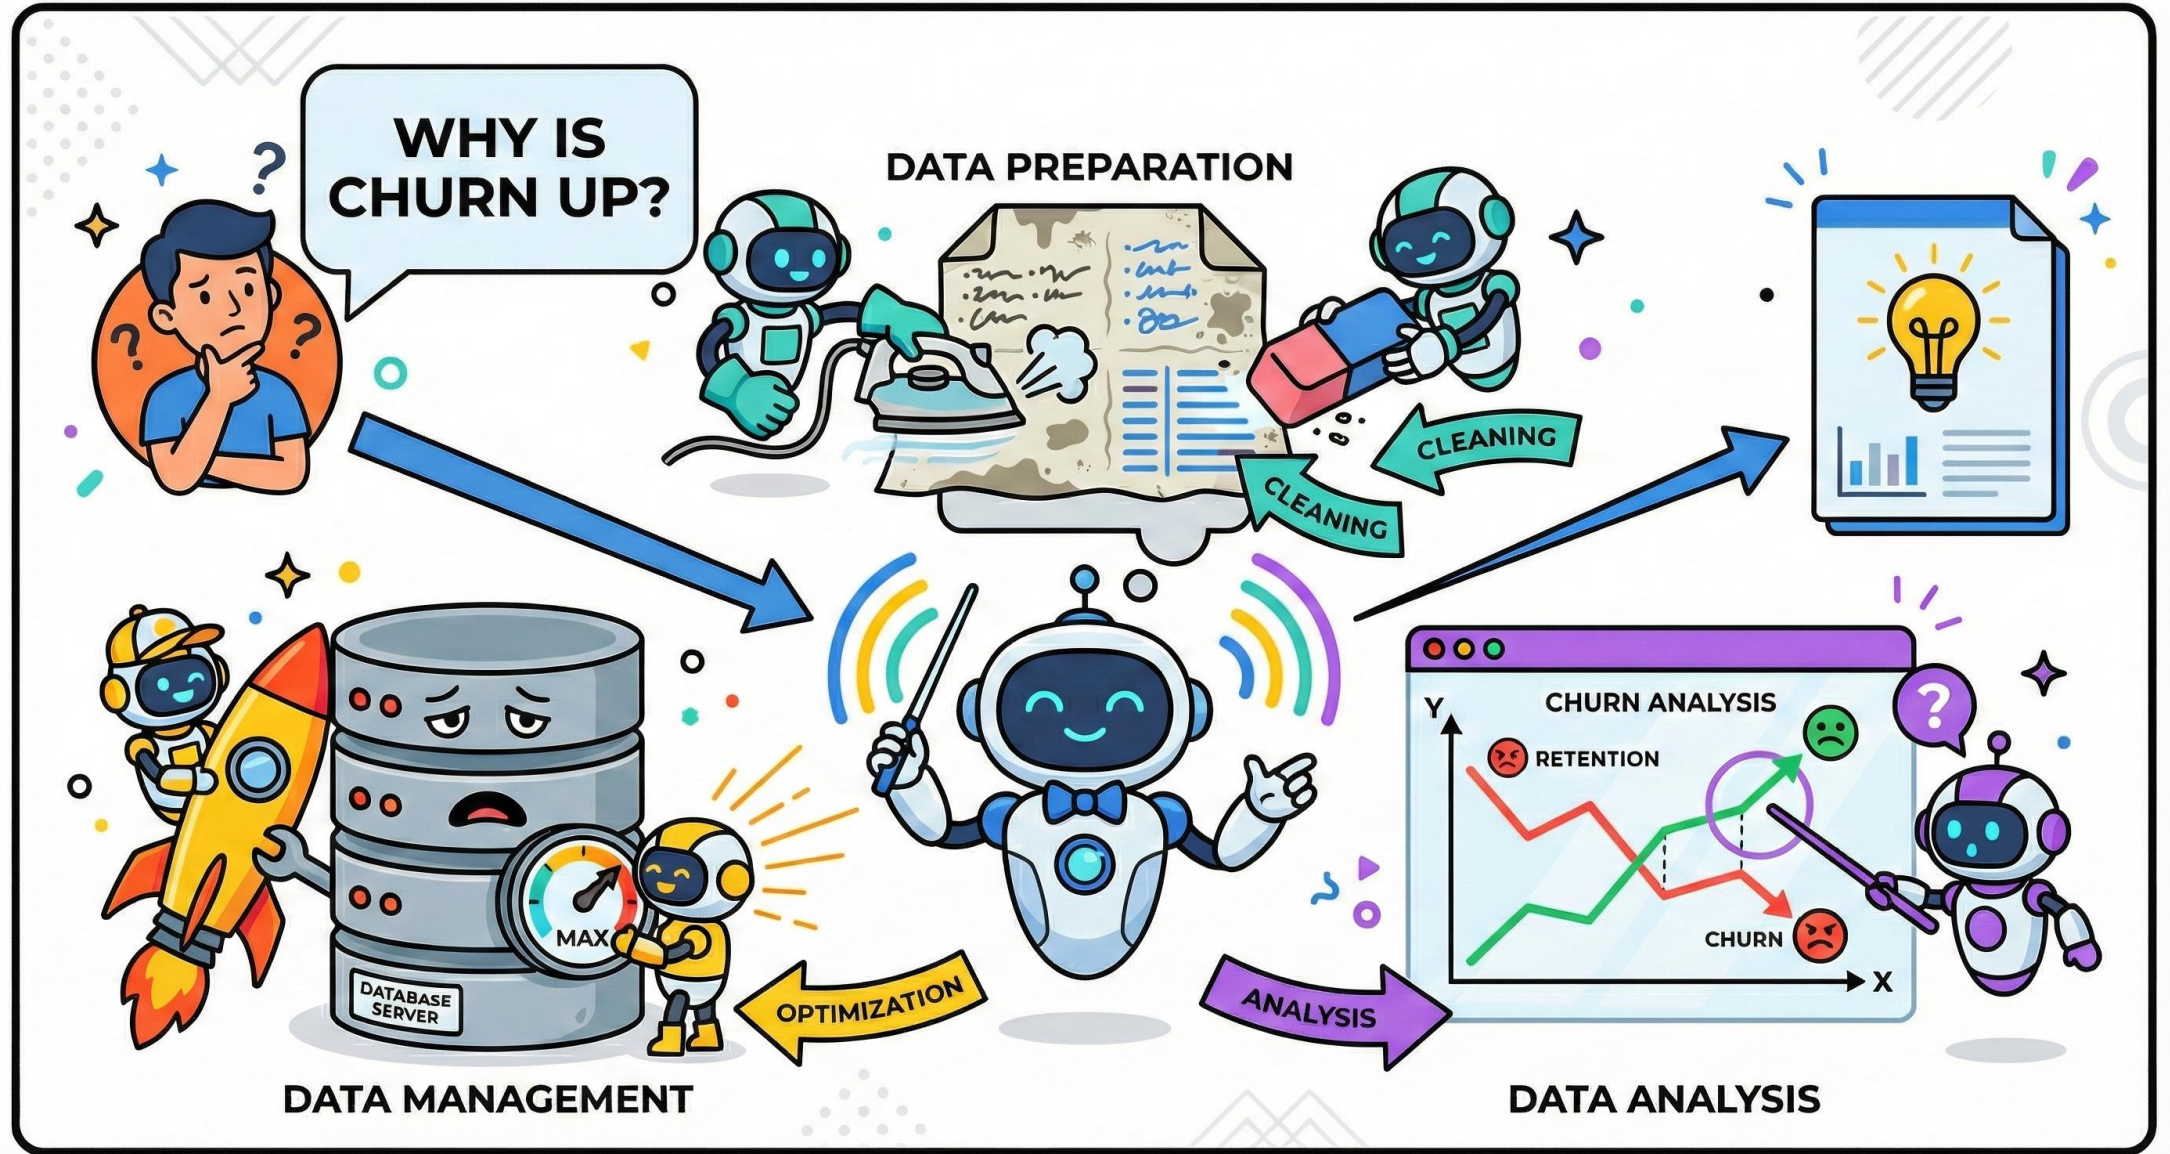 WHY IS
CHURN UP?
?
?
?
DATA PREPARATION
CLEANING
CLEANING
DATABASE
SERVER
MAX
OPTIMIZATION
DATA MANAGEMENT
ANALYSIS
CHURN ANALYSIS
Y
RETENTION
CHURN
X
?
DATA ANALYSIS